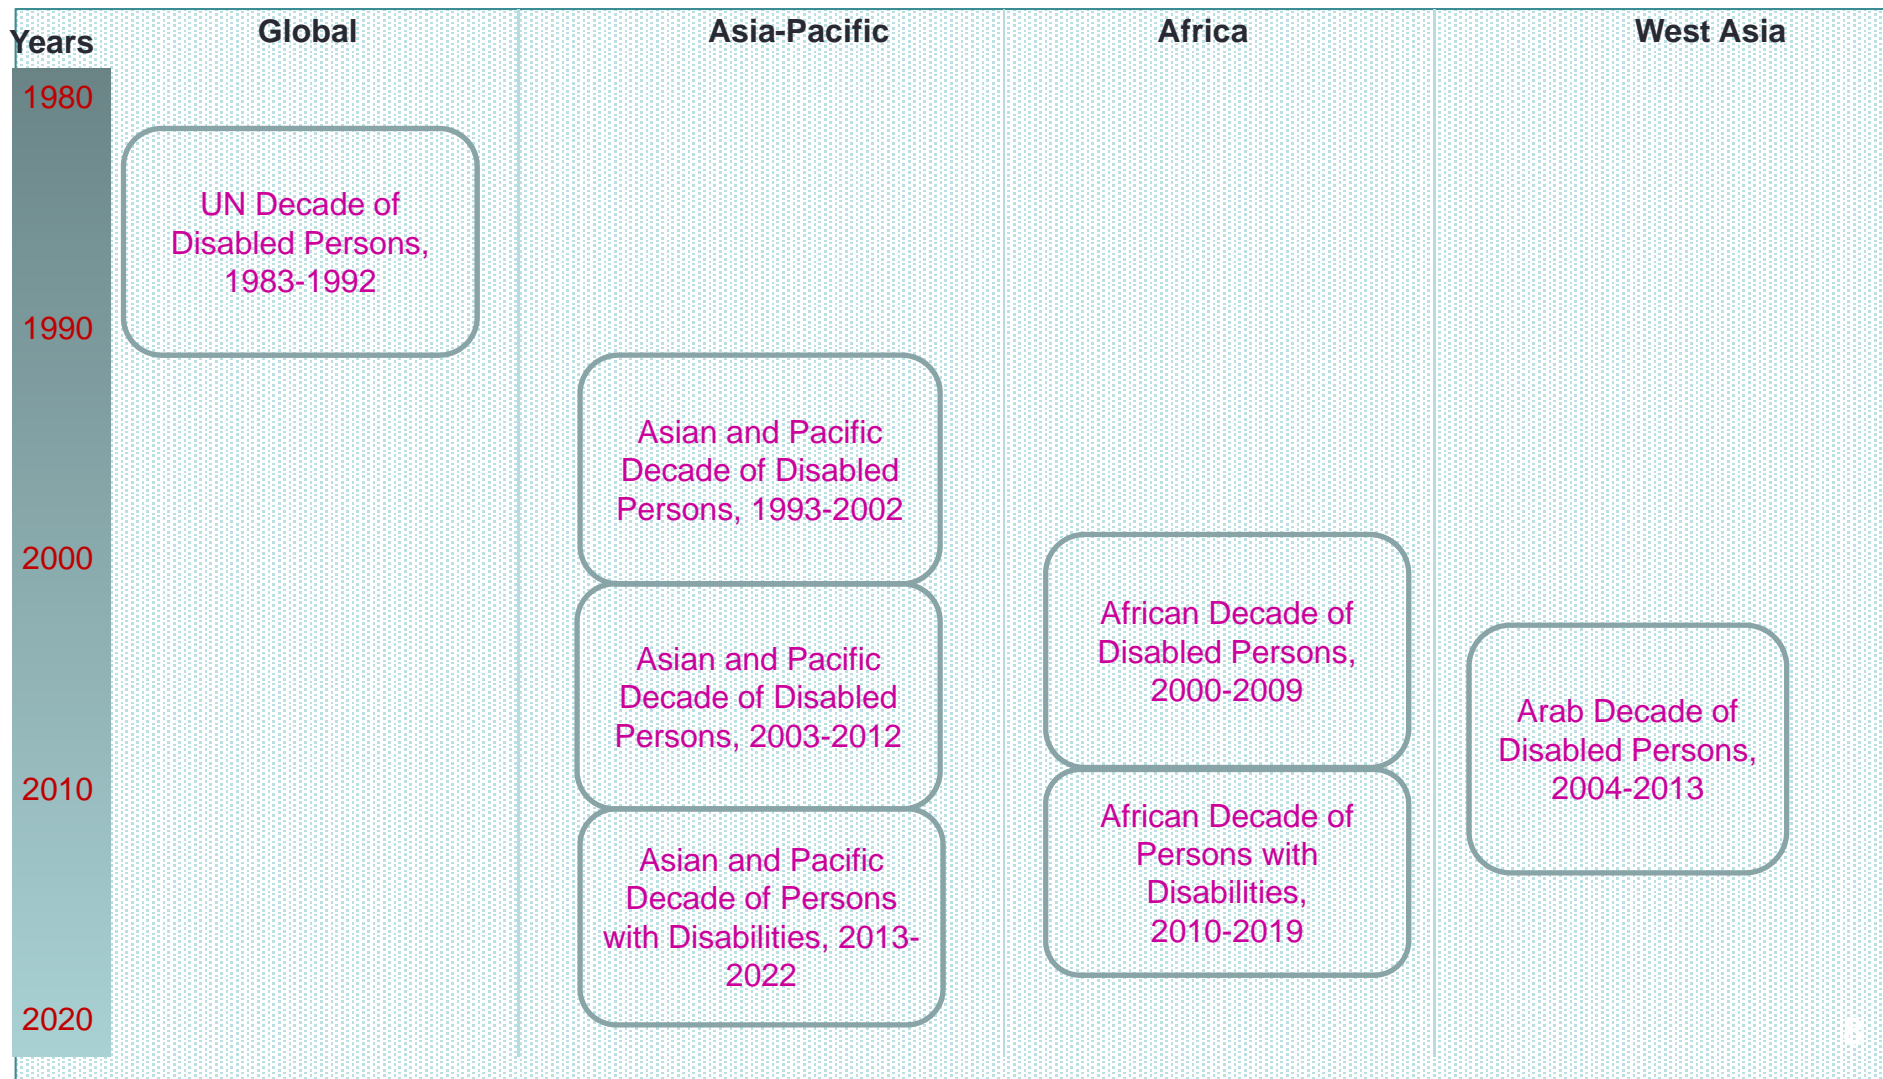 Years
Global
Asia-Pacific
Africa
West Asia
1980
1990
2000
2010
2020
UN Decade of
Disabled Persons,
1983-1992
Asian and Pacific
Decade of Disabled
Persons, 1993-2002
Asian and Pacific
Decade of Disabled
Persons, 2003-2012
Asian and Pacific
Decade of Persons
with Disabilities, 2013-
2022
African Decade of
Disabled Persons,
2000-2009
African Decade of
Persons with
Disabilities,
2010-2019
Arab Decade of
Disabled Persons,
2004-2013